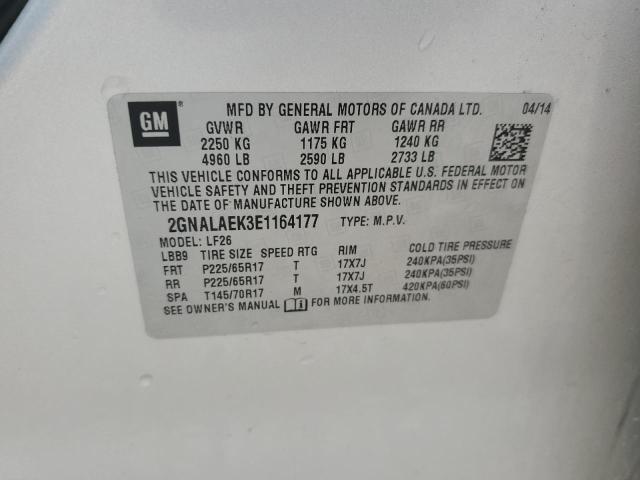 GM
MFD BY GENERAL MOTORS OF CANADA LTD. 04/14
GVWR GAWR FRT GAWR RR
2250 KG 1175 KG 1240 KG
4960 LB 2590 LB 2733 LB
THIS VEHICLE CONFORMS TO ALL APPLICABLE U.S. FEDERAL MOTOR
VEHICLE SAFETY AND THEFT PREVENTION STANDARDS IN EFFECT ON
THE DATE OF MANUFACTURE SHOWN ABOVE.
2GNALAEK3E1164177 TYPE: M.P.V.
MODEL: LF26
LBB9 TIRE SIZE SPEED RTG RIM COLD TIRE PRESSURE
FRT P225/65R17 T 17X7J 240KPA(35PSI)
RR P225/65R17 T 17X7J 240KPA(35PSI)
SPA T145/70R17 M 17X4.5T 420KPA(60PSI)
SEE OWNER'S MANUAL FOR MORE INFORMATION.